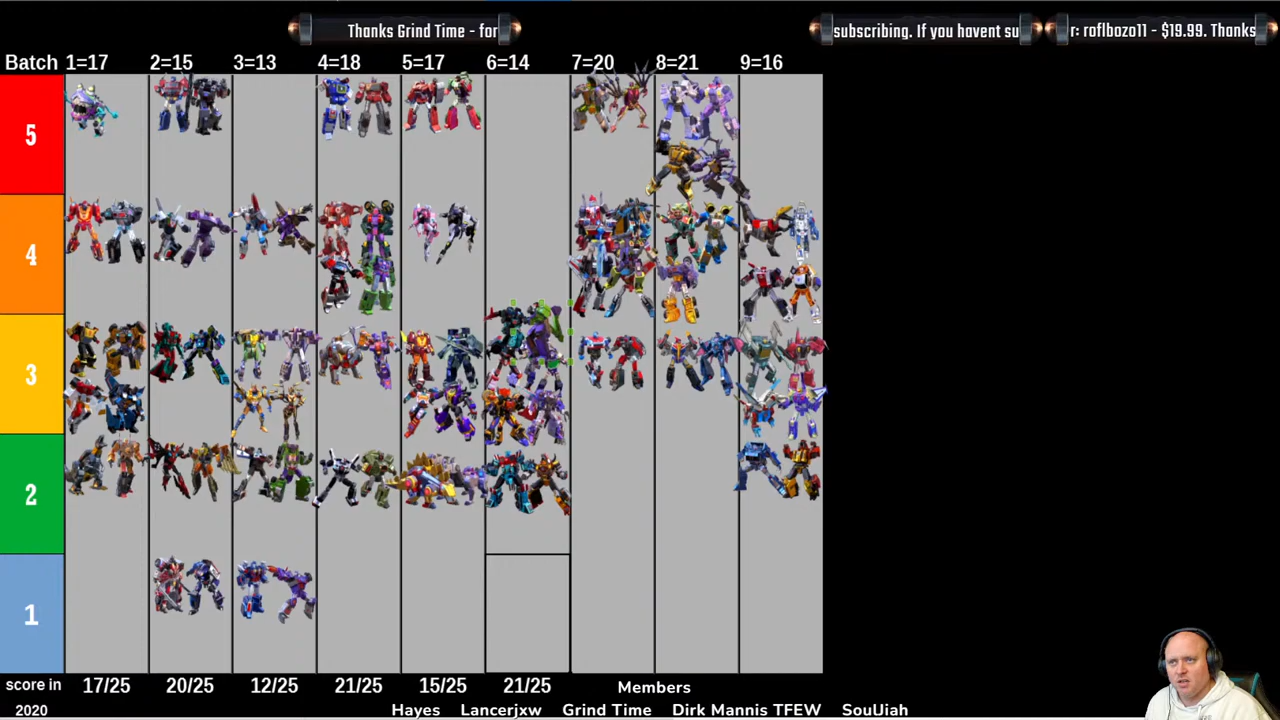 Thanks Grind Time - for
subscribing. If you havent su
r: roflbozo11 - $19.99. Thanks
Batch 1=17 2=15 3=13 4=18 5=17 6=14 7=20 8=21 9=16
5
4
3
2
1
score in 17/25 20/25 12/25 21/25 15/25 21/25 Members
2020 Hayes Lancerjxw Grind Time Dirk Mannis TFEW SouUiah